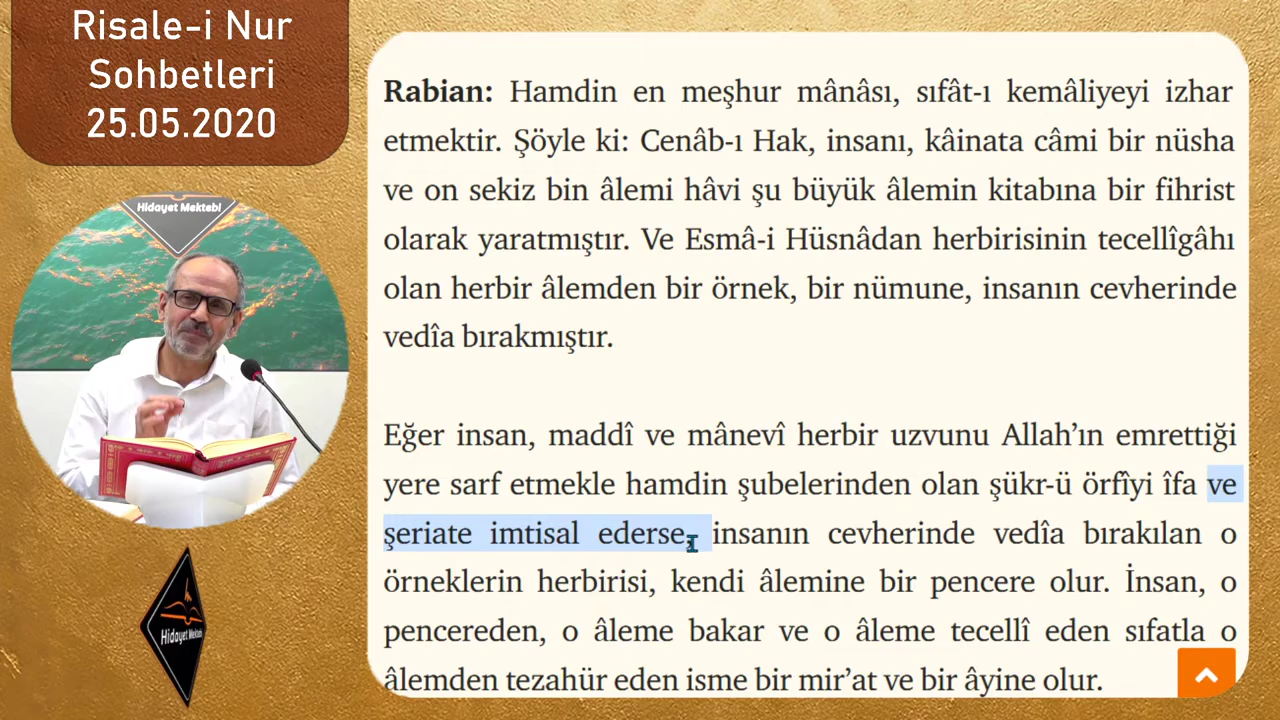 Risale-i Nur
Sohbetleri
25.05.2020
Hidayet Mektebi
Hidayet Mektebi
Rabian: Hamdin en meşhur mânâsı, sıfât-ı kemâliyeyi izhar
etmektir. Şöyle ki: Cenâb-ı Hak, insanı, kâinata câmi bir nüsha
ve on sekiz bin âlemi hâvi şu büyük âlemin kitabına bir fihrist
olarak yaratmıştır. Ve Esmâ-i Hüsnâdan herbirisinin tecellîgâhı
olan herbir âlemden bir örnek, bir nümune, insanın cevherinde
vedîa bırakmıştır.
Eğer insan, maddî ve mânevî herbir uzvunu Allah’ın emrettiği
yere sarf etmekle hamdin şubelerinden olan şükr-ü örfîyi îfa ve
şeriate imtisal ederse, insanın cevherinde vedîa bırakılan o
örneklerin herbirisi, kendi âlemine bir pencere olur. İnsan, o
pencereden, o âleme bakar ve o âleme tecellî eden sıfatla o
âlemden tezahür eden isme bir mir’at ve bir âyine olur.